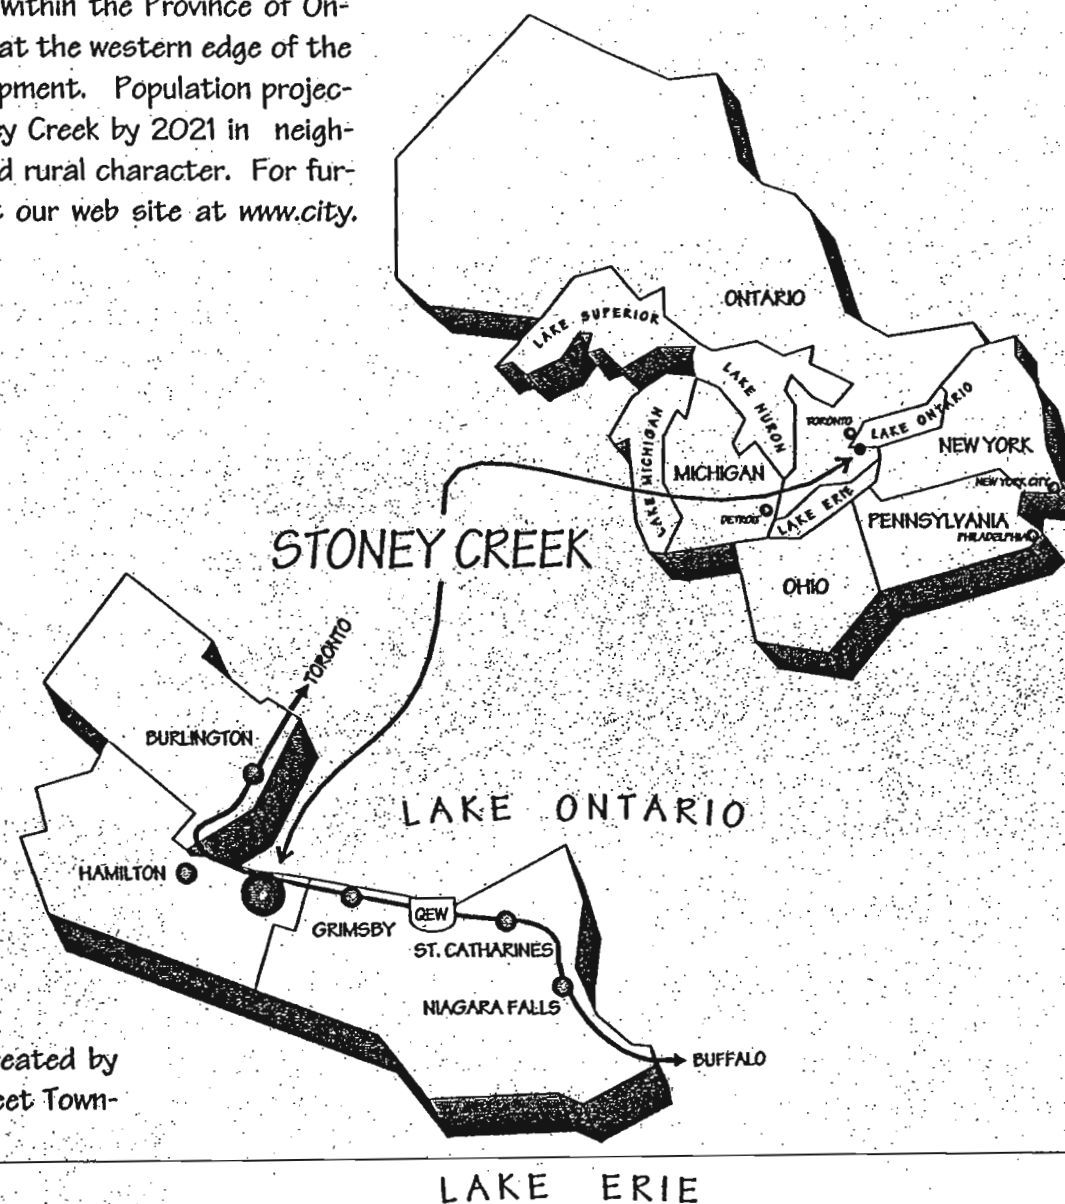 within the Province of On-
at the western edge of the
pment. Population projec-
ey Creek by 2021 in neigh-
d rural character. For fur-
t our web site at www.city.
ONTARIO
LAKE SUPERIOR
LAKE HURON
LAKE MICHIGAN
TORONTO
LAKE ONTARIO
NEW YORK
MICHIGAN
NEW YORK CITY
DETROIT
LAKE ERIE
PENNSYLVANIA
PHILADELPHIA
OHIO
STONEY CREEK
TORONTO
BURLINGTON
LAKE ONTARIO
HAMILTON
QEW
GRIMSBY
ST. CATHARINES
NIAGARA FALLS
BUFFALO
reated by
eet Town-
LAKE ERIE